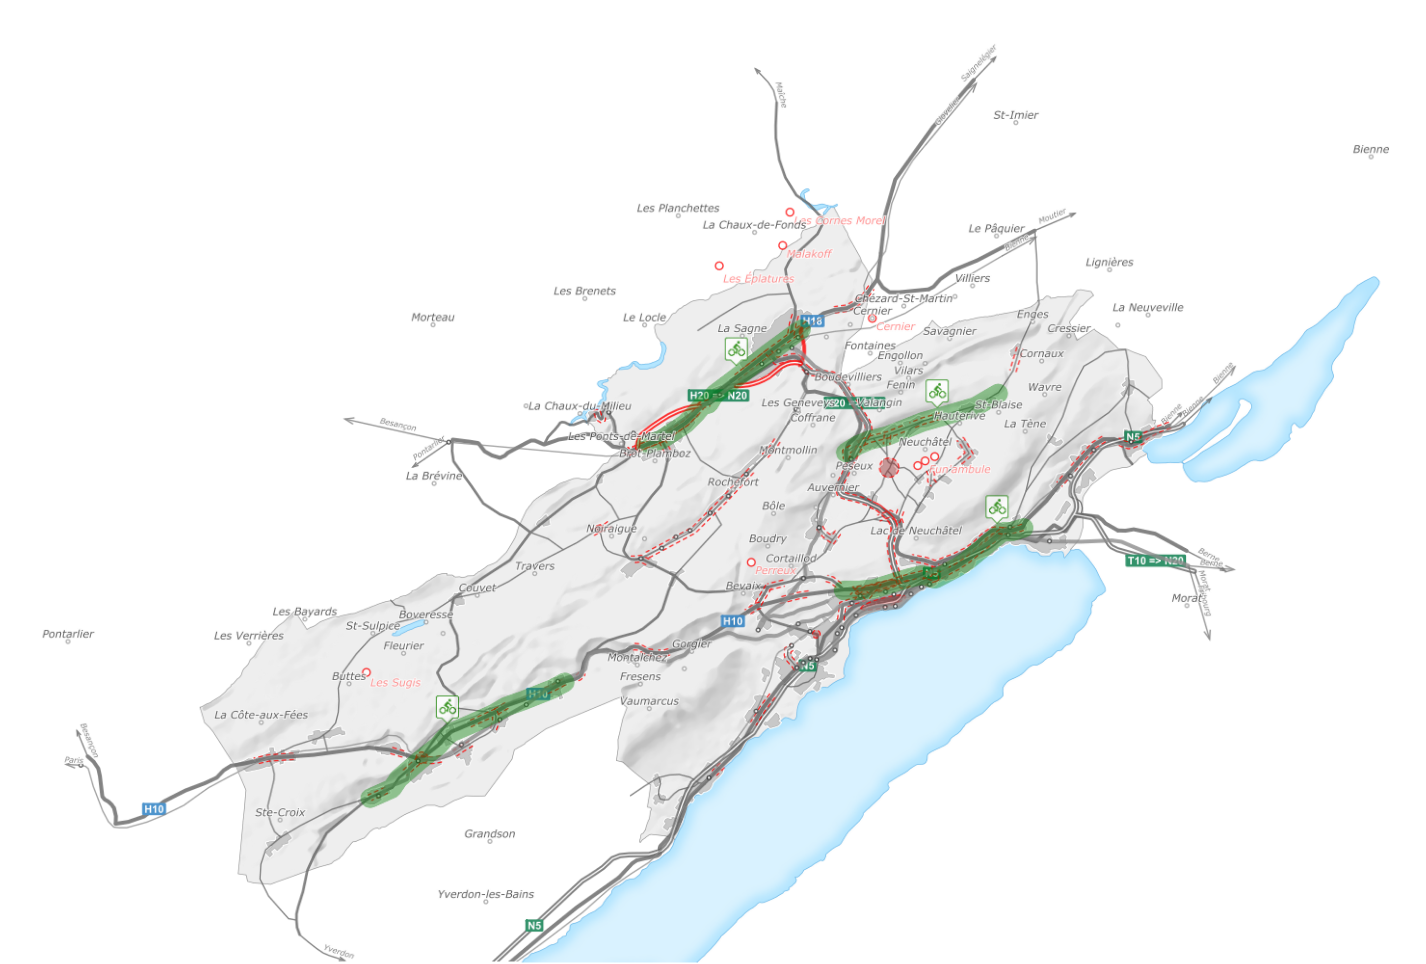 Saignelégier
Maîche
Glovelier
St-Imier
Bienne
Les Planchettes
La Chaux-de-Fonds
Les Cornes Morel
Moutier
Le Pâquier
Bienne
Malakoff
Les Éplatures
Lignières
Villiers
Les Brenets
Chézard-St-Martin
Cernier
Cernier
La Neuveville
Morteau
Le Locle
H18
La Sagne
Enges
Savagnier
Cressier
Fontaines
Engollon
Cornaux
Vilars
Boudevilliers
Fenin
Wavre
Bienne
H20 => N20
Les Geneveys
Valangin
Coffrane
St-Blaise
Hauterive
La Tène
Bienne
Bienne
La Chaux-du-Milieu
Besançon
Les Ponts-de-Martel
Brot-Plamboz
Pontarlier
N5
Neuchâtel
Montmollin
Peseux
Funambule
La Brévine
Rochefort
Auvernier
Bôle
Noiraigue
Boudry
Lac de Neuchâtel
Travers
Cortaillod
Perreux
Bevaix
N5
T10 => N20
Berne
Berne
Morat
Morat
Couvet
Les Bayards
Boveresse
St-Sulpice
H10
Pontarlier
Les Verrières
Fleurier
Gorgier
Montalchez
N5
Buttes
Les Sugis
Fresens
H10
Vaumarcus
La Côte-aux-Fées
Besançon
Paris
H10
Ste-Croix
Grandson
Yverdon-les-Bains
N5
Yverdon